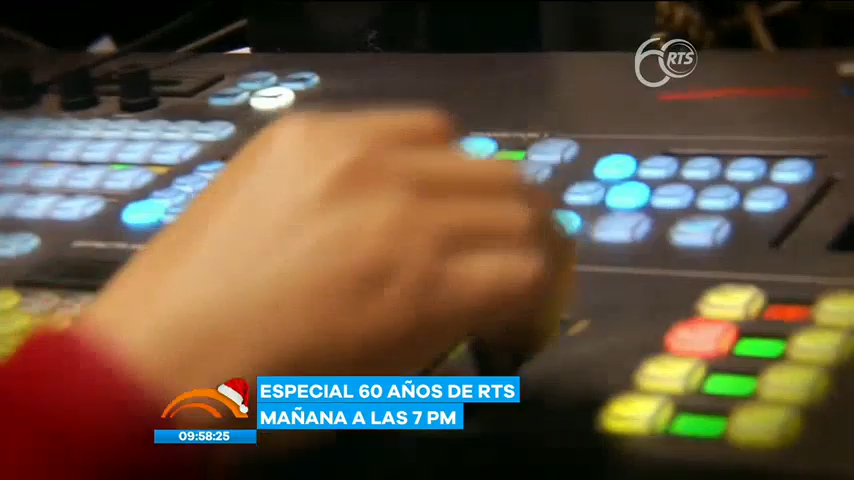 60 RTS
ESPECIAL 60 AÑOS DE RTS
MAÑANA A LAS 7 PM
09:58:25